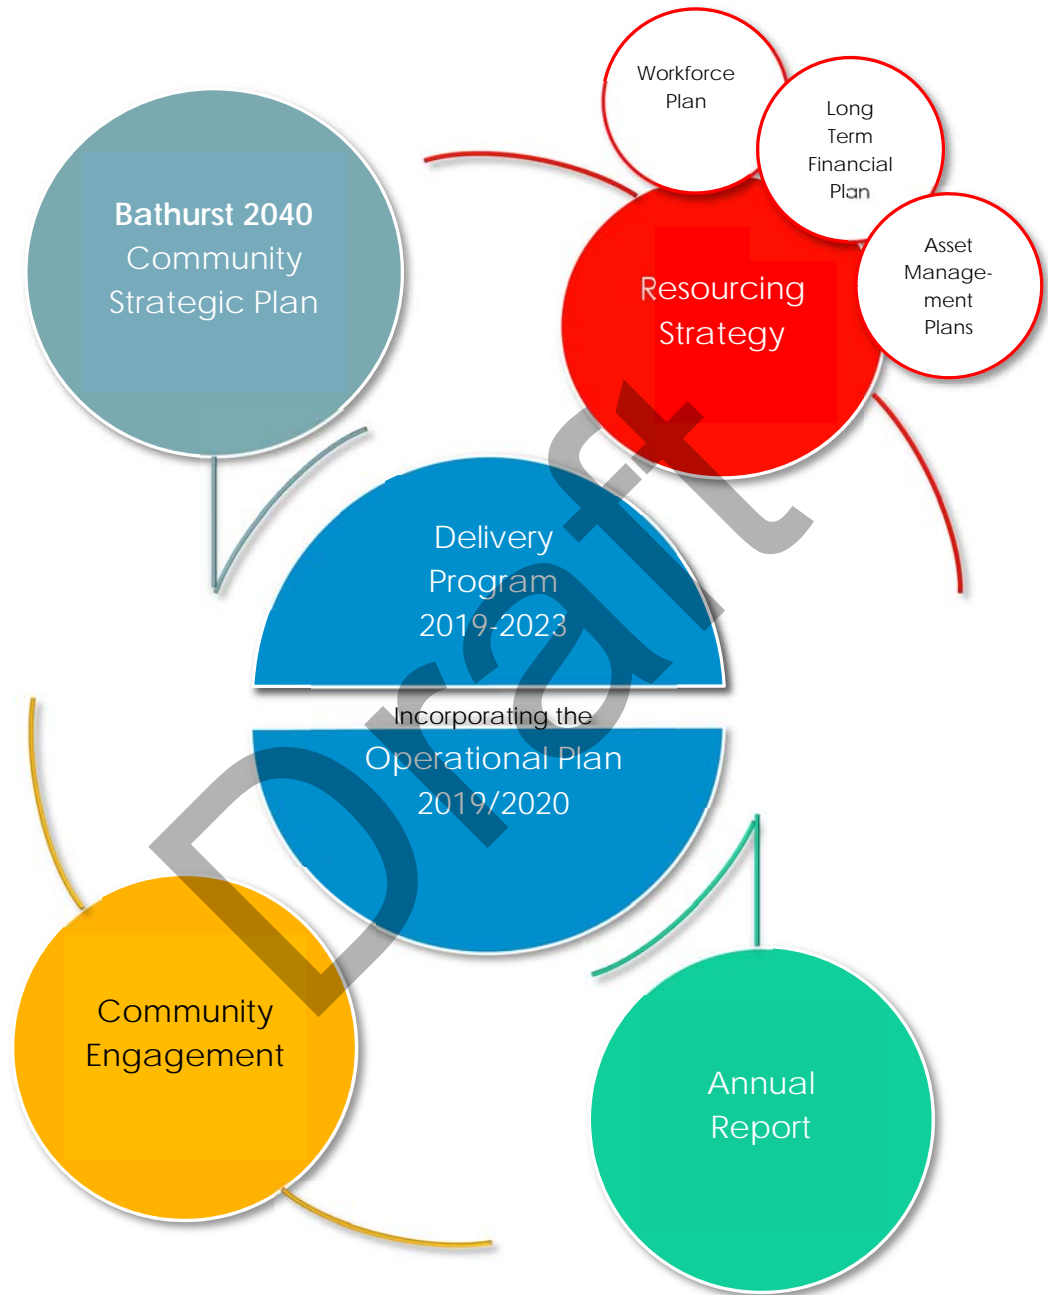 Workforce
Plan
Long
Term
Financial
Plan
Asset
Manage-
ment
Plans
Bathurst 2040
Community
Strategic Plan
Resourcing
Strategy
Delivery
Program
2019-2023
Incorporating the
Operational Plan
2019/2020
Community
Engagement
Annual
Report
Draft